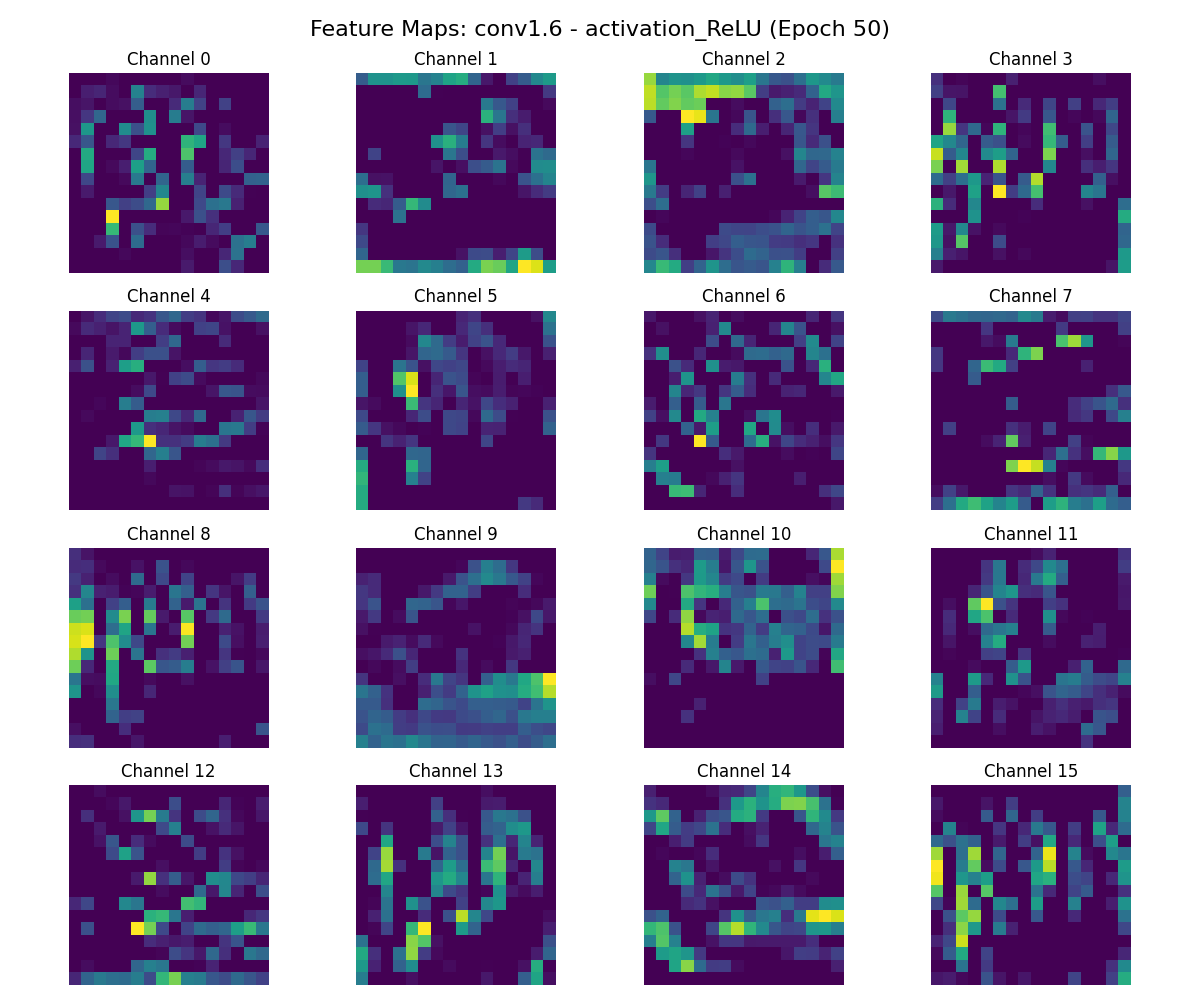 Feature Maps: conv1.6 - activation_ReLU (Epoch 50)
Channel 0
Channel 1
Channel 2
Channel 3
Channel 4
Channel 5
Channel 6
Channel 7
Channel 8
Channel 9
Channel 10
Channel 11
Channel 12
Channel 13
Channel 14
Channel 15